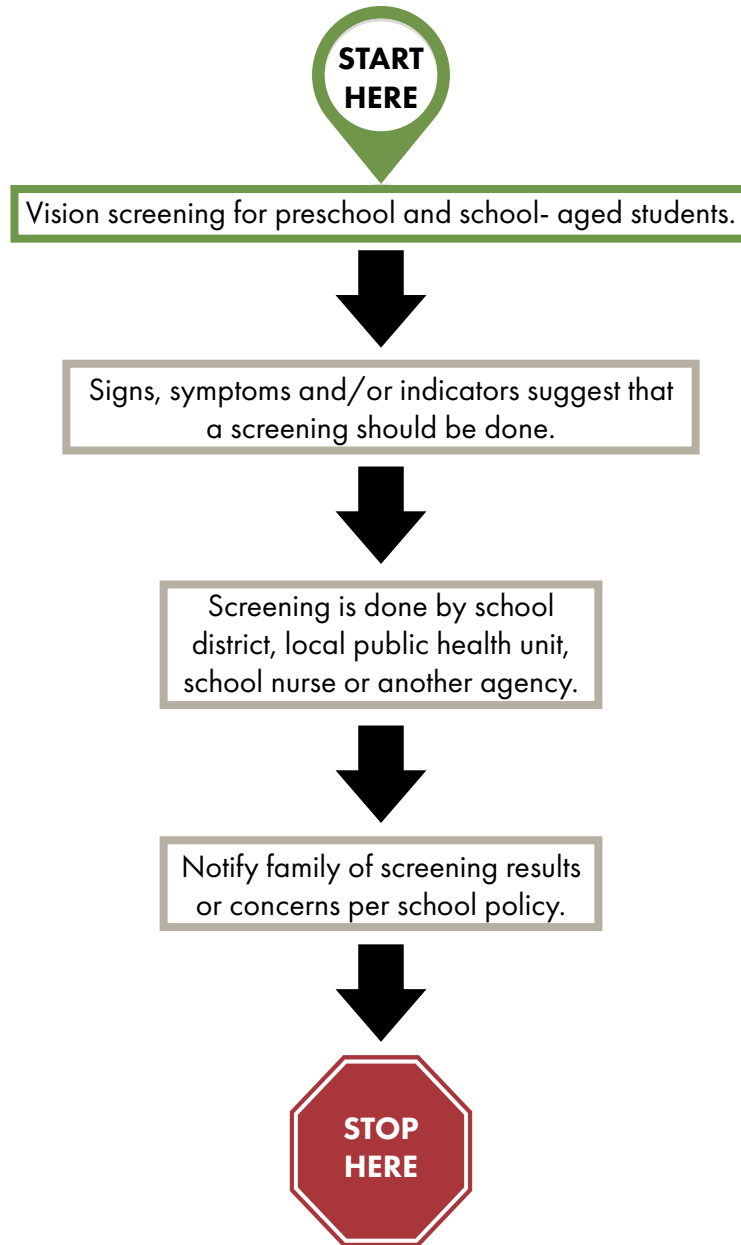 START
HERE
Vision screening for preschool and school- aged students.
Signs, symptoms and/or indicators suggest that
a screening should be done.
Screening is done by school
district, local public health unit,
school nurse or another agency.
Notify family of screening results
or concerns per school policy.
STOP
HERE